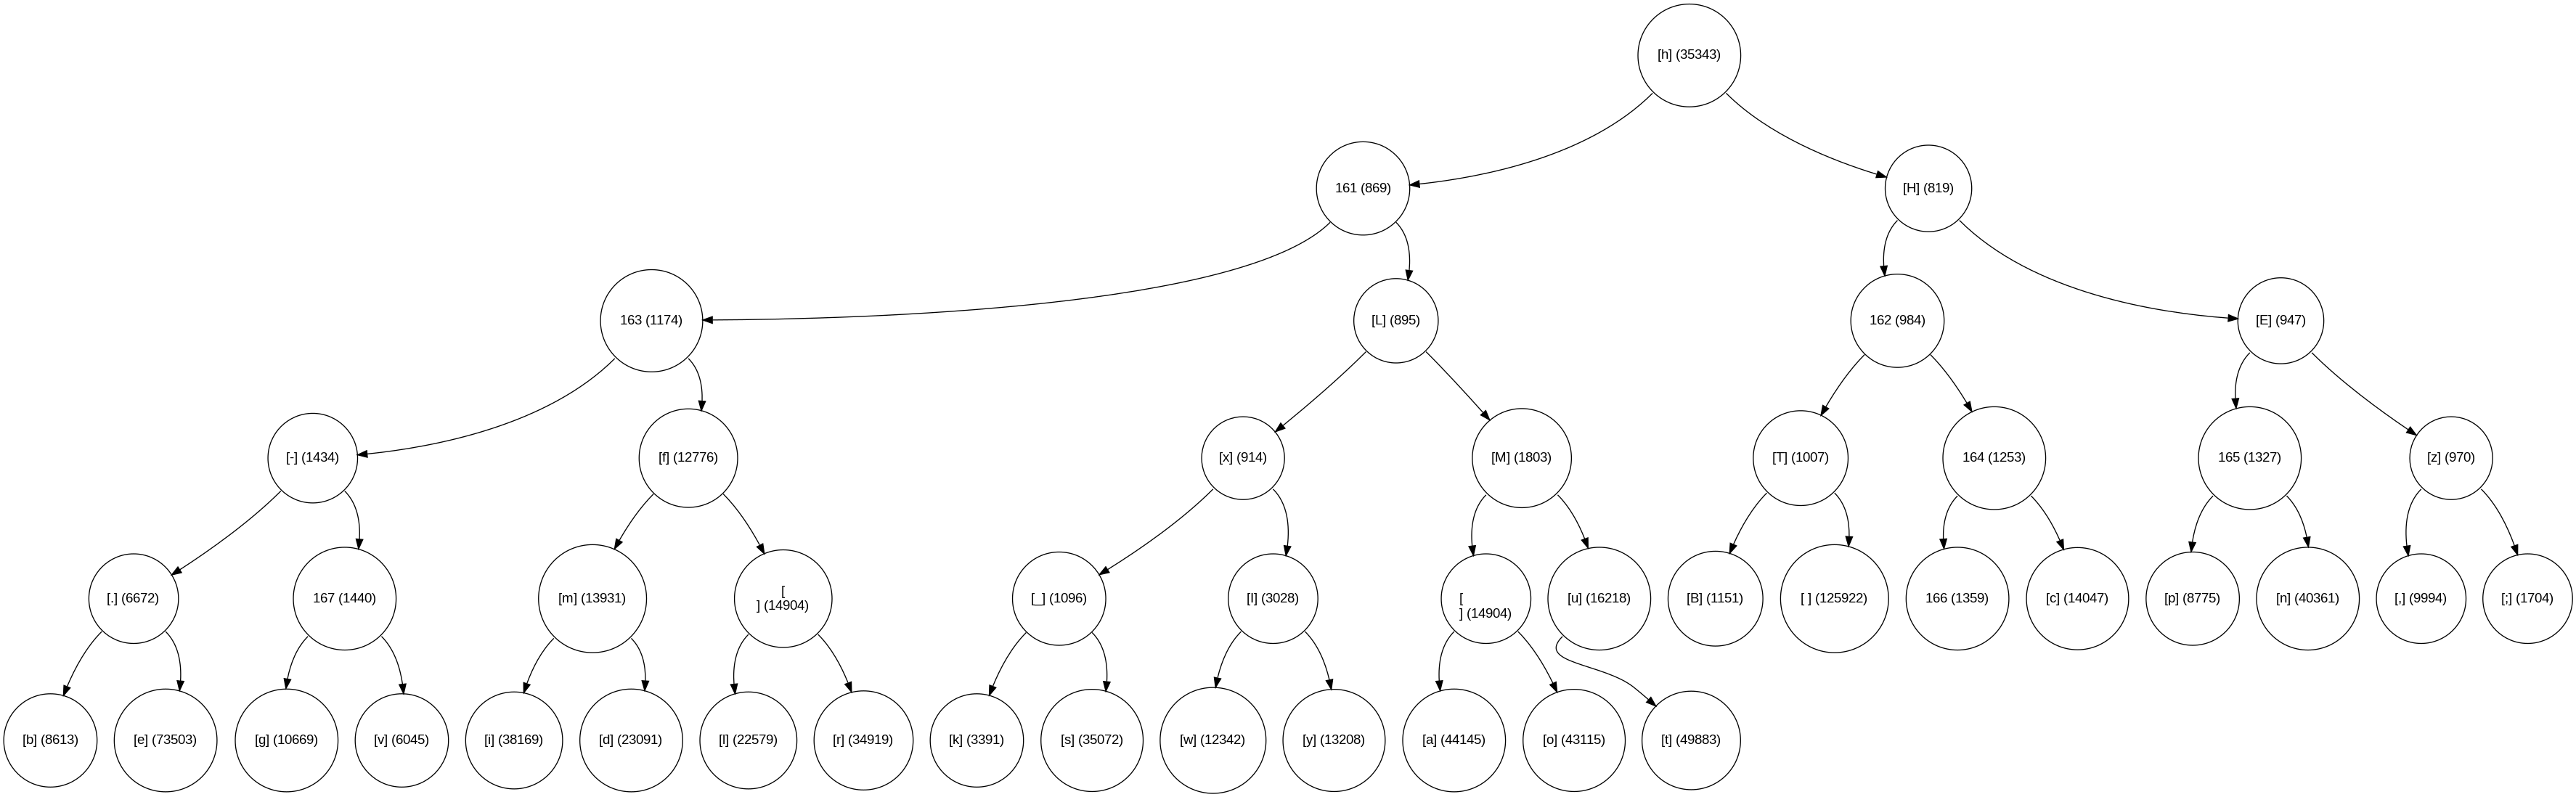 [h] (35343)
161 (869)
[H] (819)
163 (1174)
[L] (895)
162 (984)
[E] (947)
[-] (1434)
[f] (12776)
[x] (914)
[M] (1803)
[T] (1007)
164 (1253)
165 (1327)
[z] (970)
[.] (6672)
167 (1440)
[m] (13931)
[
] (14904)
[_] (1096)
[I] (3028)
[
] (14904)
[u] (16218)
[B] (1151)
[ ] (125922)
166 (1359)
[c] (14047)
[p] (8775)
[n] (40361)
[,] (9994)
[;] (1704)
[b] (8613)
[e] (73503)
[g] (10669)
[v] (6045)
[i] (38169)
[d] (23091)
[l] (22579)
[r] (34919)
[k] (3391)
[s] (35072)
[w] (12342)
[y] (13208)
[a] (44145)
[o] (43115)
[t] (49883)